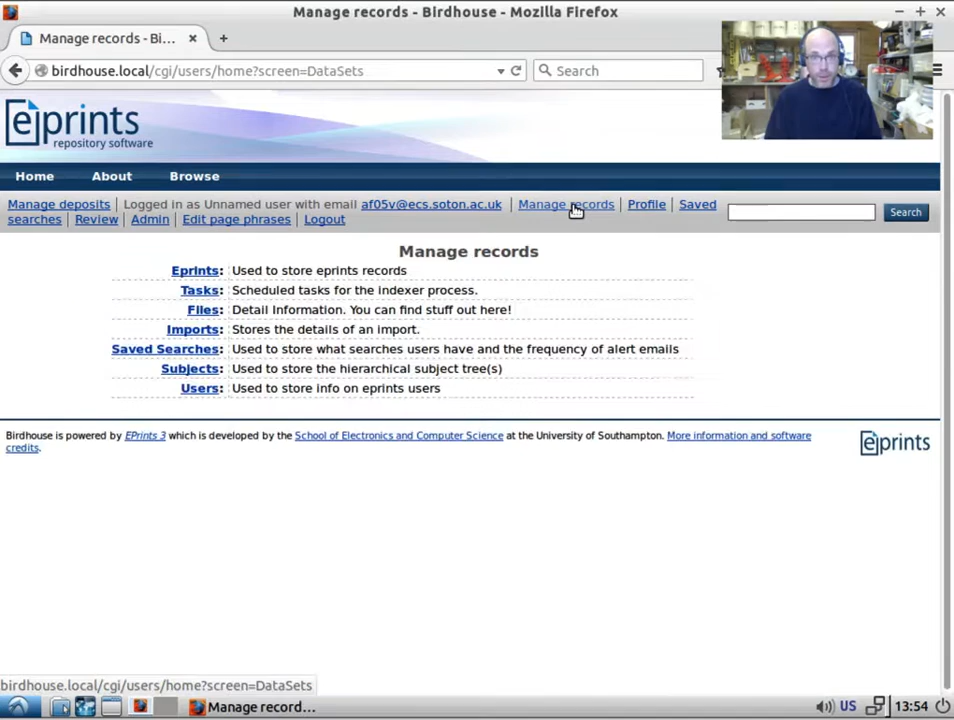 Manage records - Birdhouse - Mozilla Firefox
Manage records - Bi...
birdhouse.local/cgi/users/home?screen=DataSets
Search
eprints
repository software
Home About Browse
Manage deposits Logged in as Unnamed user with email af05v@ecs.soton.ac.uk Manage records Profile Saved
searches Review Admin Edit page phrases Logout
Search
Manage records
Eprints: Used to store eprints records
Tasks: Scheduled tasks for the indexer process.
Files: Detail Information. You can find stuff out here!
Imports: Stores the details of an import.
Saved Searches: Used to store what searches users have and the frequency of alert emails
Subjects: Used to store the hierarchical subject tree(s)
Users: Used to store info on eprints users
Birdhouse is powered by EPrints 3 which is developed by the School of Electronics and Computer Science at the University of Southampton. More information and software
credits.
eprints
birdhouse.local/cgi/users/home?screen=DataSets
Manage record...
US
13:54